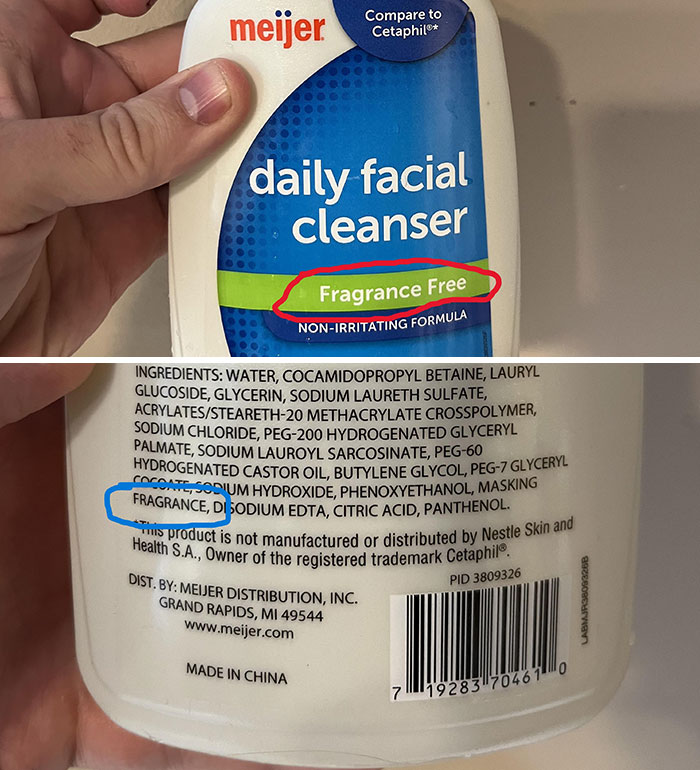 meijer
Compare to
Cetaphil®*
daily facial
cleanser
Fragrance Free
NON-IRRITATING FORMULA
INGREDIENTS: WATER, COCAMIDOPROPYL BETAINE, LAURYL
GLUCOSIDE, GLYCERIN, SODIUM LAURETH SULFATE,
ACRYLATES/STEARETH-20 METHACRYLATE CROSSPOLYMER,
SODIUM CHLORIDE, PEG-200 HYDROGENATED GLYCERYL
PALMATE, SODIUM LAUROYL SARCOSINATE, PEG-60
HYDROGENATED CASTOR OIL, BUTYLENE GLYCOL, PEG-7 GLYCERYL
COCOATE, SODIUM HYDROXIDE, PHENOXYETHANOL, MASKING
FRAGRANCE, DISODIUM EDTA, CITRIC ACID, PANTHENOL.
*This product is not manufactured or distributed by Nestle Skin and
Health S.A., Owner of the registered trademark Cetaphil®.
DIST. BY: MEIJER DISTRIBUTION, INC.
GRAND RAPIDS, MI 49544
www.meijer.com
MADE IN CHINA
PID 3809326
7 19283 70461 0
LABMJR3809326B